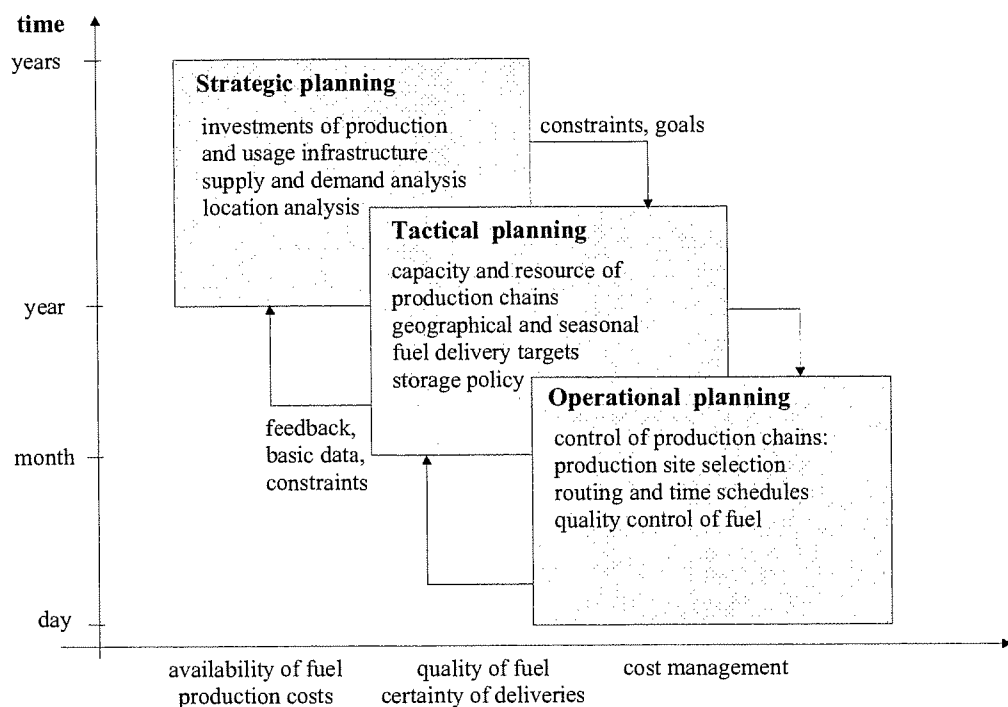 time
years
Strategic planning
investments of production
and usage infrastructure
supply and demand analysis
location analysis
constraints, goals
Tactical planning
capacity and resource of
production chains
geographical and seasonal
fuel delivery targets
storage policy
year
Operational planning
control of production chains:
production site selection
routing and time schedules
quality control of fuel
feedback,
basic data,
constraints
month
day
availability of fuel
production costs
quality of fuel
certainty of deliveries
cost management